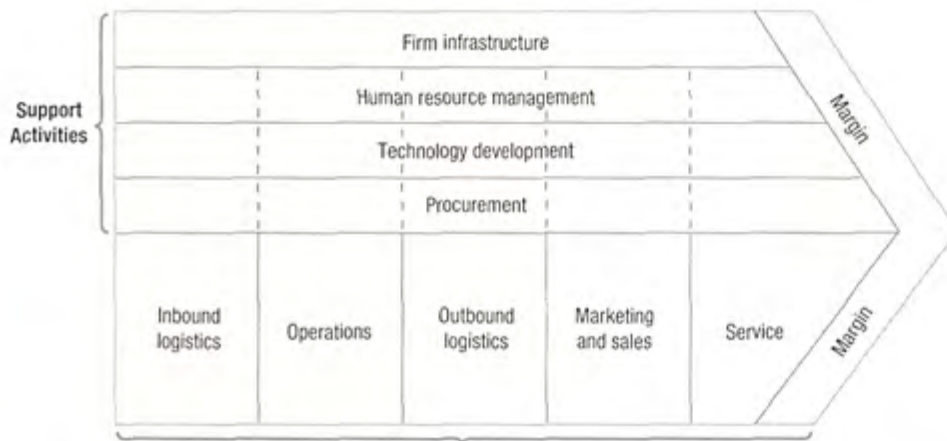 Firm infrastructure
Human resource management
Support
Activities
Technology development
Procurement
Margin
Inbound
logistics
Operations
Outbound
logistics
Marketing
and sales
Service
Margin